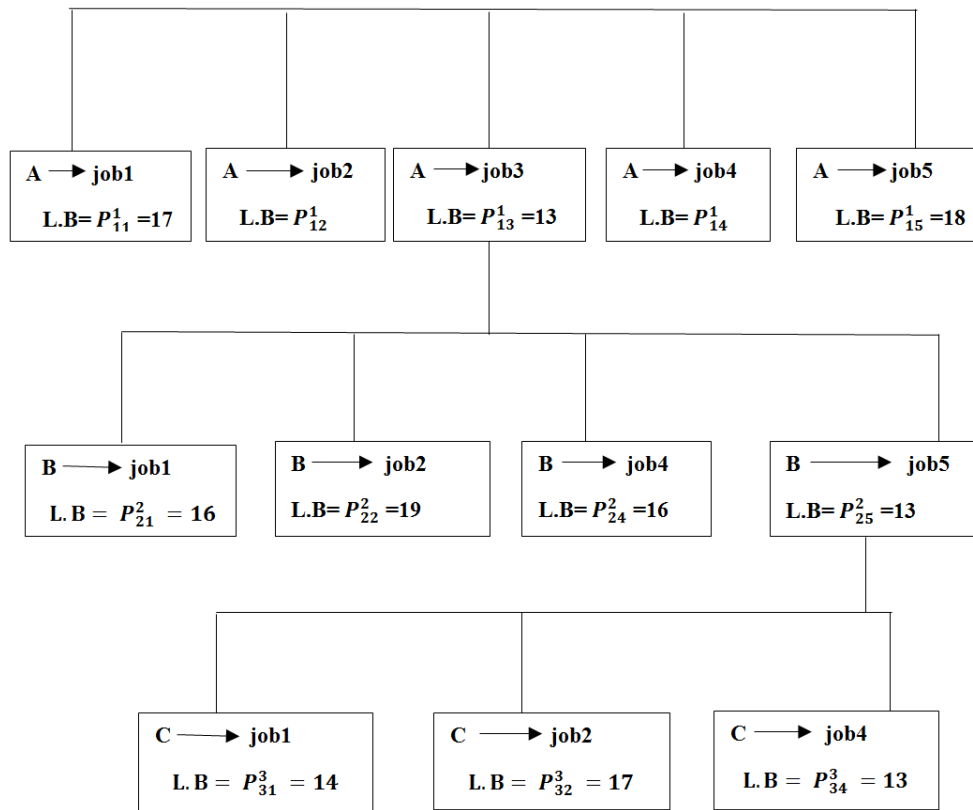 A → job1
L.B= P¹₁₁ =17
A → job2
L.B= P¹₁₂
A → job3
L.B= P¹₁₃ =13
A → job4
L.B= P¹₁₄
A → job5
L.B= P¹₁₅ =18
B → job1
L. B = P²₂₁ = 16
B → job2
L.B= P²₂₂ =19
B → job4
L.B= P²₂₄ =16
B → job5
L.B= P²₂₅ =13
C → job1
L. B = P³₃₁ = 14
C → job2
L. B = P³₃₂ = 17
C → job4
L. B = P³₃₄ = 13